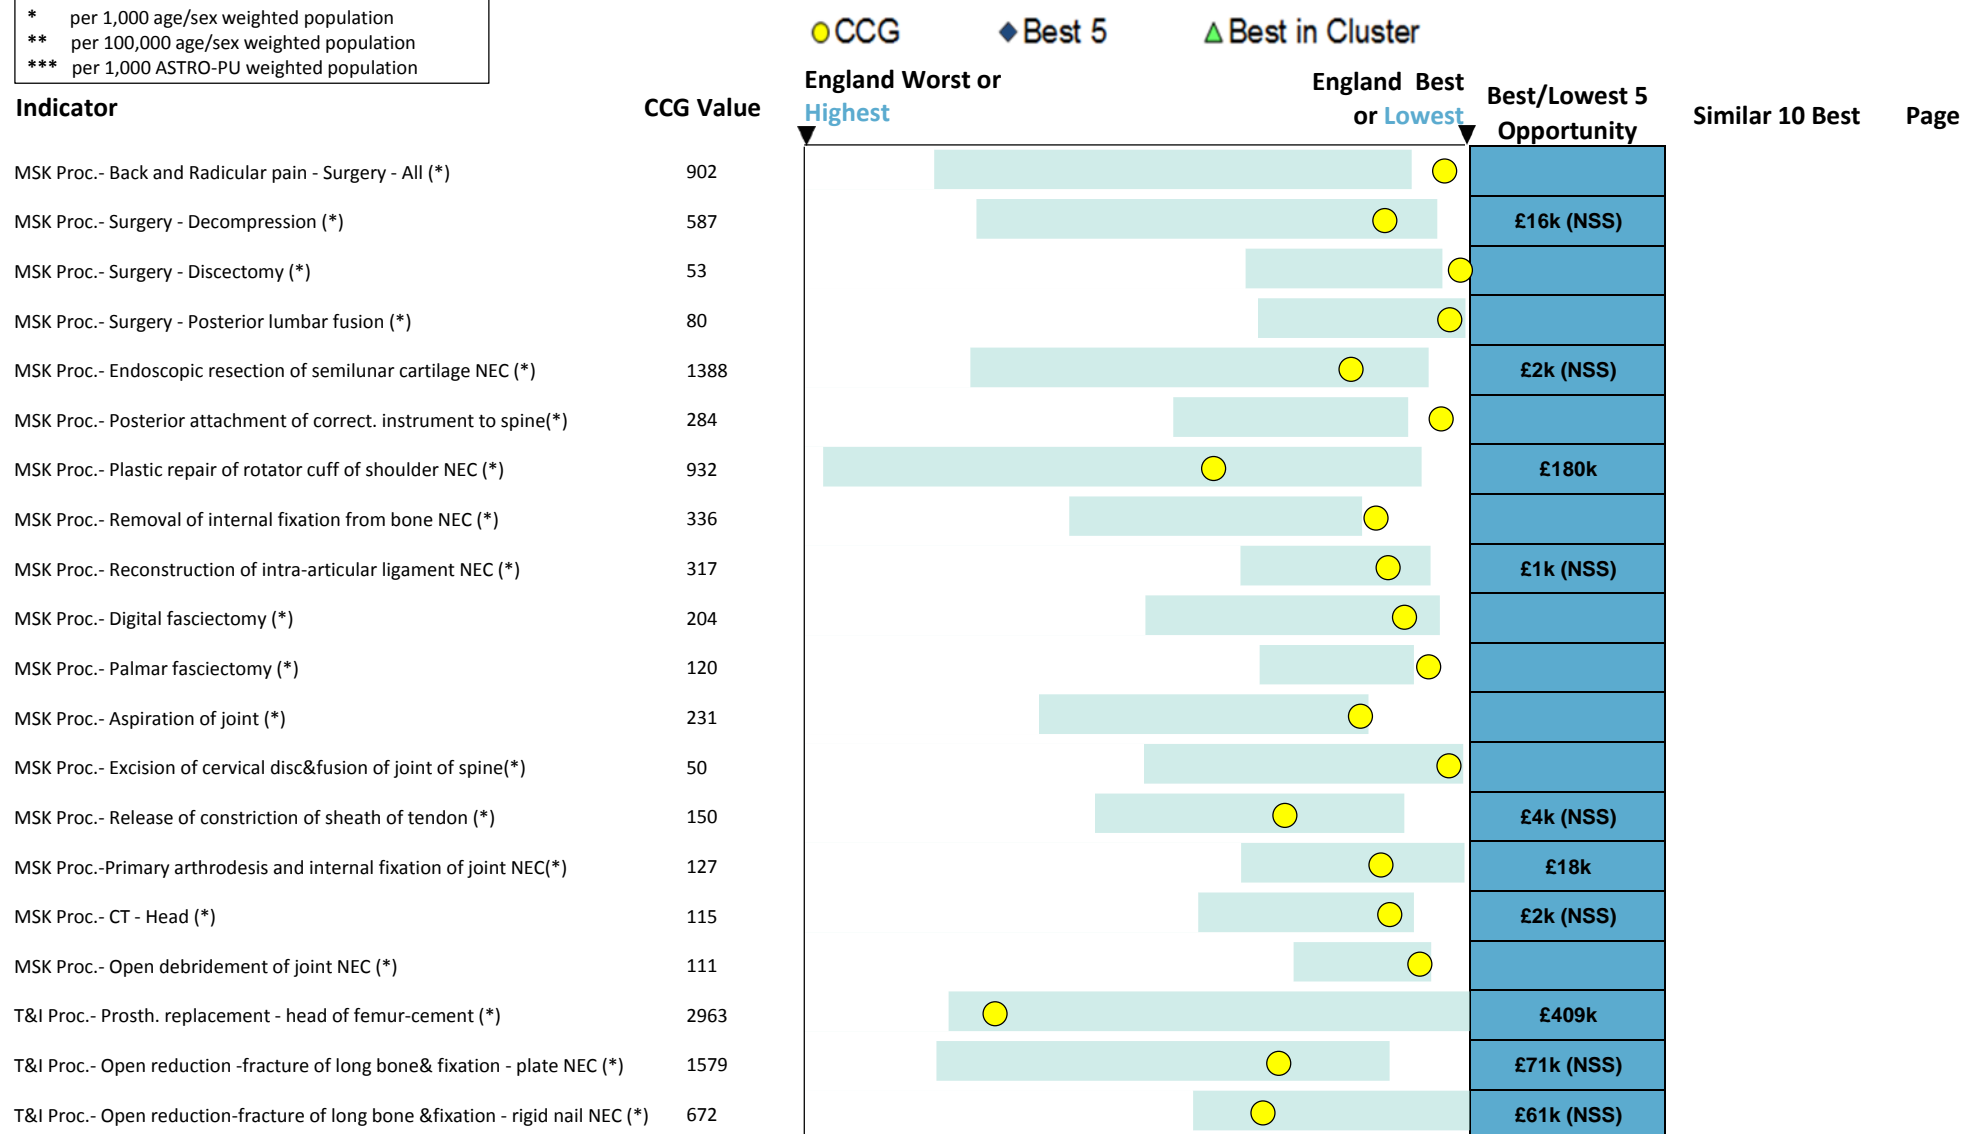 * per 1,000 age/sex weighted population
** per 100,000 age/sex weighted population
*** per 1,000 ASTRO-PU weighted population
CCG Best 5 Best in Cluster
Indicator CCG Value England Worst or Highest England Best or Lowest Best/Lowest 5 Opportunity Similar 10 Best Page
MSK Proc.- Back and Radicular pain - Surgery - All (*) 902
MSK Proc.- Surgery - Decompression (*) 587 £16k (NSS)
MSK Proc.- Surgery - Discectomy (*) 53
MSK Proc.- Surgery - Posterior lumbar fusion (*) 80
MSK Proc.- Endoscopic resection of semilunar cartilage NEC (*) 1388 £2k (NSS)
MSK Proc.- Posterior attachment of correct. instrument to spine(*) 284
MSK Proc.- Plastic repair of rotator cuff of shoulder NEC (*) 932 £180k
MSK Proc.- Removal of internal fixation from bone NEC (*) 336
MSK Proc.- Reconstruction of intra-articular ligament NEC (*) 317 £1k (NSS)
MSK Proc.- Digital fasciectomy (*) 204
MSK Proc.- Palmar fasciectomy (*) 120
MSK Proc.- Aspiration of joint (*) 231
MSK Proc.- Excision of cervical disc&fusion of joint of spine(*) 50
MSK Proc.- Release of constriction of sheath of tendon (*) 150 £4k (NSS)
MSK Proc.-Primary arthrodesis and internal fixation of joint NEC(*) 127 £18k
MSK Proc.- CT - Head (*) 115 £2k (NSS)
MSK Proc.- Open debridement of joint NEC (*) 111
T&I Proc.- Prosth. replacement - head of femur-cement (*) 2963 £409k
T&I Proc.- Open reduction -fracture of long bone& fixation - plate NEC (*) 1579 £71k (NSS)
T&I Proc.- Open reduction-fracture of long bone &fixation - rigid nail NEC (*) 672 £61k (NSS)